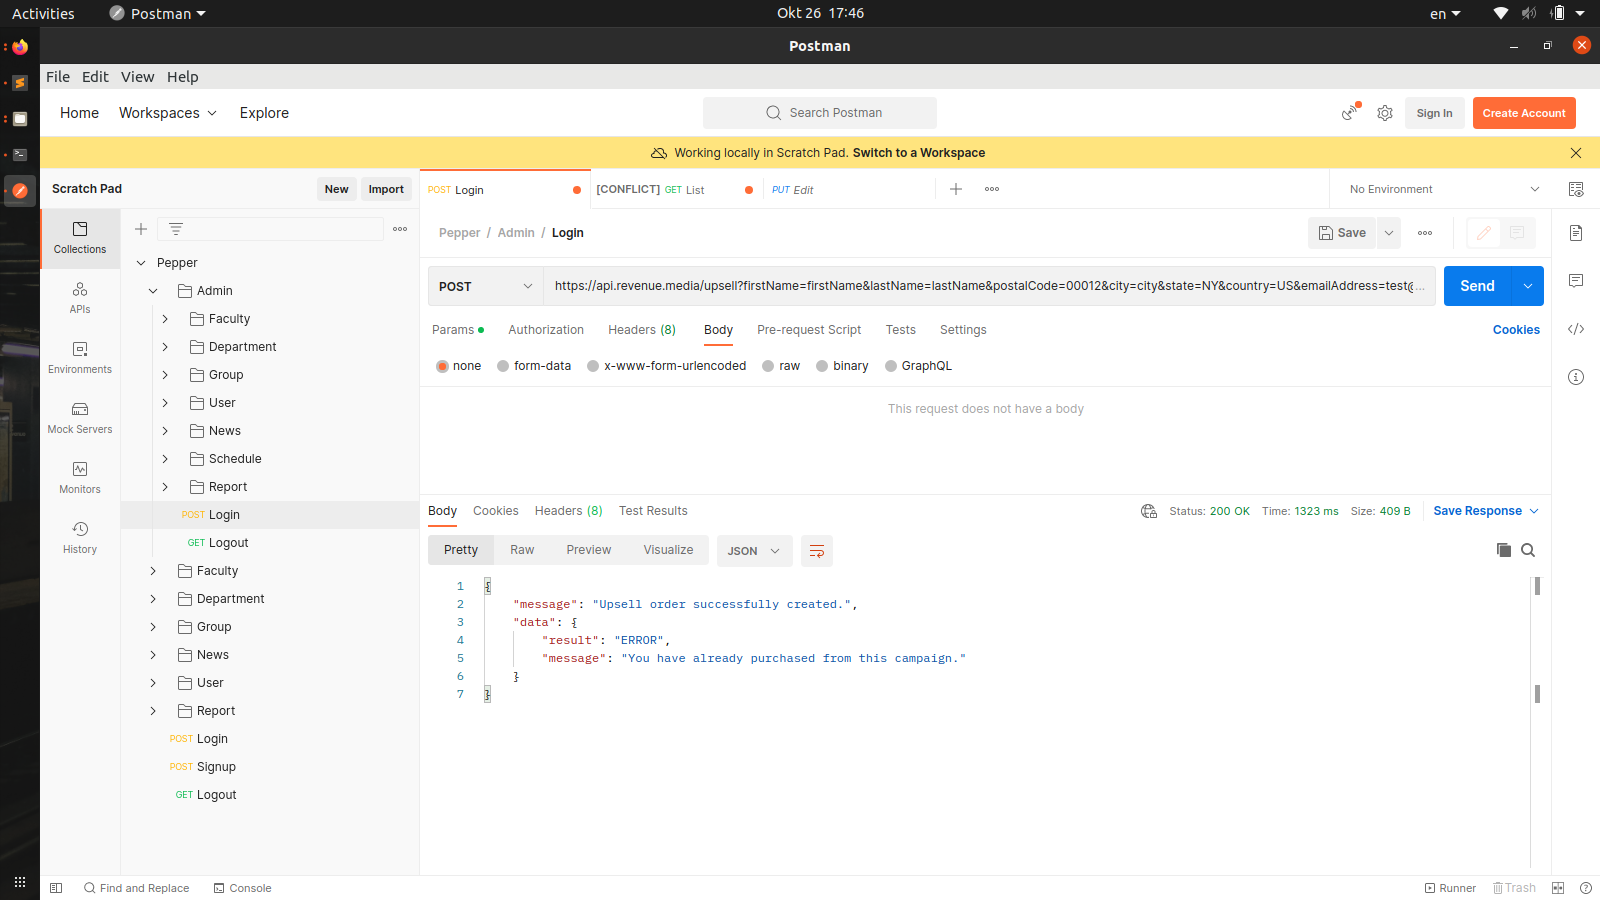 Activities Postman Okt 26 17:46 en
Postman
File Edit View Help
Home Workspaces Explore Search Postman Sign In Create Account
Working locally in Scratch Pad. Switch to a Workspace
Scratch Pad New Import POST Login [CONFLICT] GET List PUT Edit No Environment
Pepper / Admin / Login Save
Collections
APIs
Environments
Mock Servers
Monitors
History
Pepper
Admin
Faculty
Department
Group
User
News
Schedule
Report
POST Login
GET Logout
Faculty
Department
Group
News
User
Report
POST Login
POST Signup
GET Logout
POST https://api.revenue.media/upsell?firstName=firstName&lastName=lastName&postalCode=00012&city=city&state=NY&country=US&emailAddress=test@... Send
Params Authorization Headers (8) Body Pre-request Script Tests Settings Cookies
none form-data x-www-form-urlencoded raw binary GraphQL
This request does not have a body
Body Cookies Headers (8) Test Results Status: 200 OK Time: 1323 ms Size: 409 B Save Response
Pretty Raw Preview Visualize JSON
1 {
2 "message": "Upsell order successfully created.",
3 "data": {
4 "result": "ERROR",
5 "message": "You have already purchased from this campaign."
6 }
7 }
Find and Replace Console Runner Trash